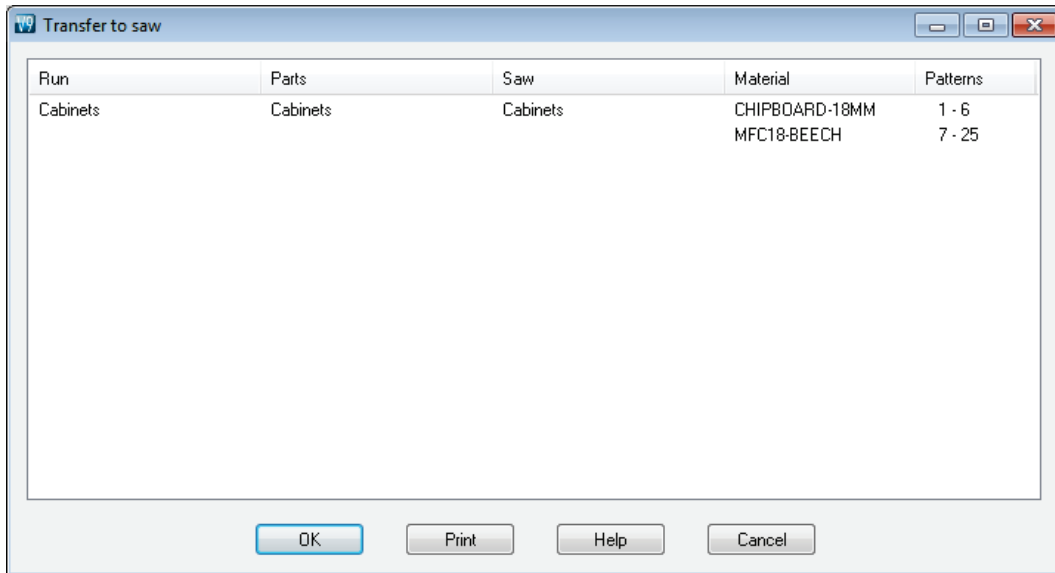 V9 Transfer to saw
Run Parts Saw Material Patterns
Cabinets Cabinets Cabinets CHIPBOARD-18MM 1 - 6
MFC18-BEECH 7 - 25
OK Print Help Cancel